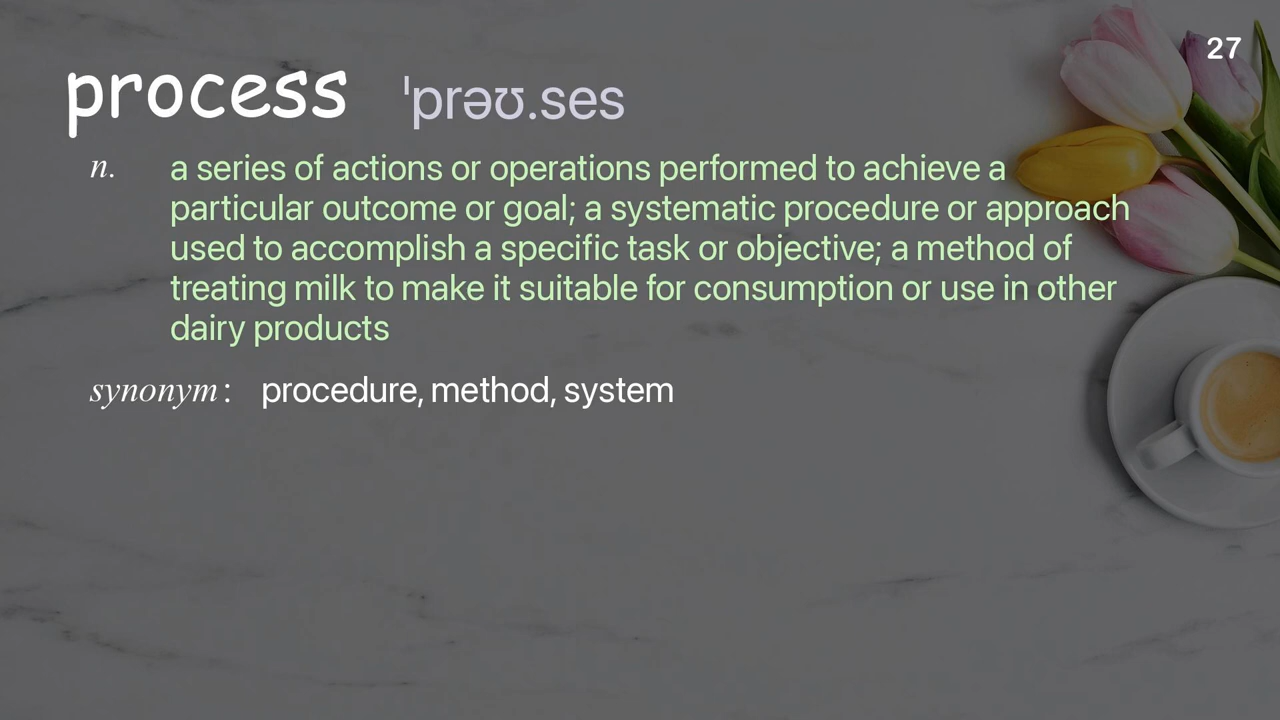 27
process ˈprəʊ.ses
n. a series of actions or operations performed to achieve a
particular outcome or goal; a systematic procedure or approach
used to accomplish a specific task or objective; a method of
treating milk to make it suitable for consumption or use in other
dairy products
synonym: procedure, method, system